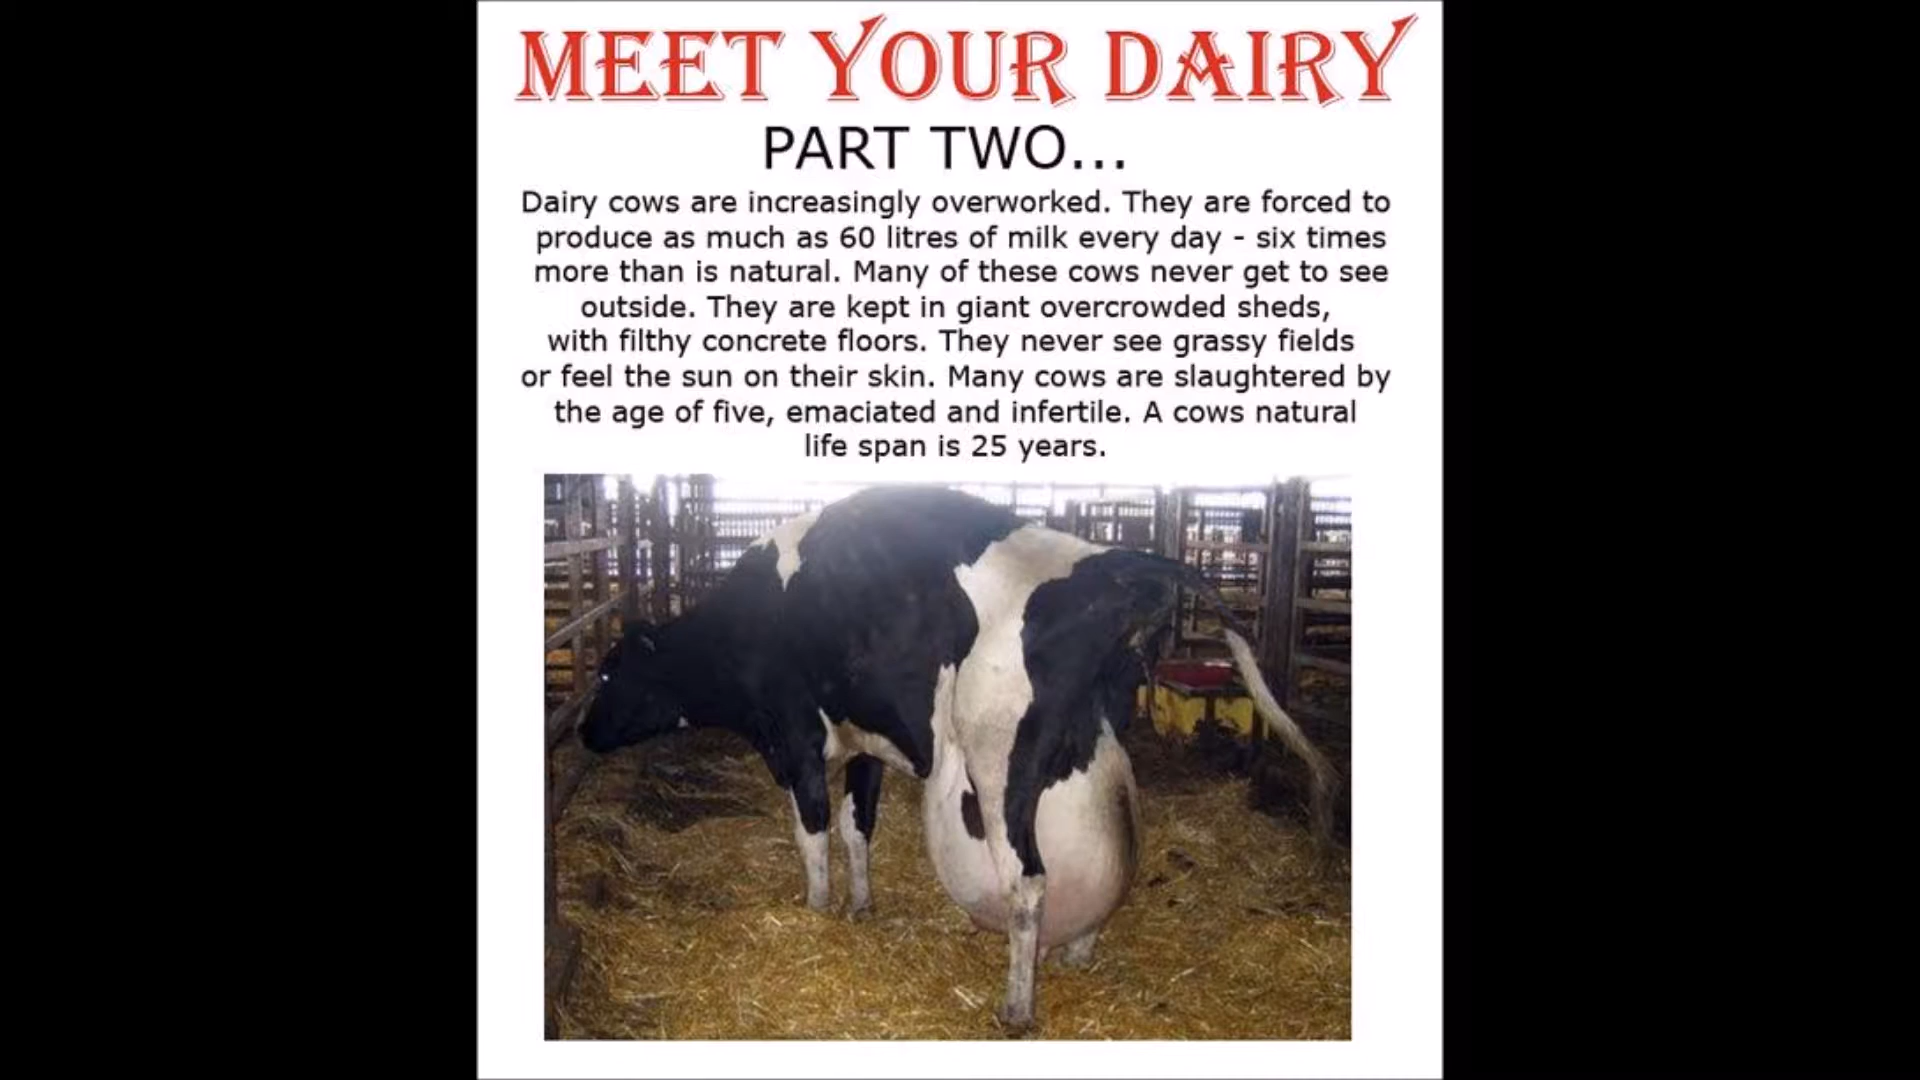 MEET YOUR DAIRY
PART TWO...
Dairy cows are increasingly overworked. They are forced to
produce as much as 60 litres of milk every day - six times
more than is natural. Many of these cows never get to see
outside. They are kept in giant overcrowded sheds,
with filthy concrete floors. They never see grassy fields
or feel the sun on their skin. Many cows are slaughtered by
the age of five, emaciated and infertile. A cows natural
life span is 25 years.